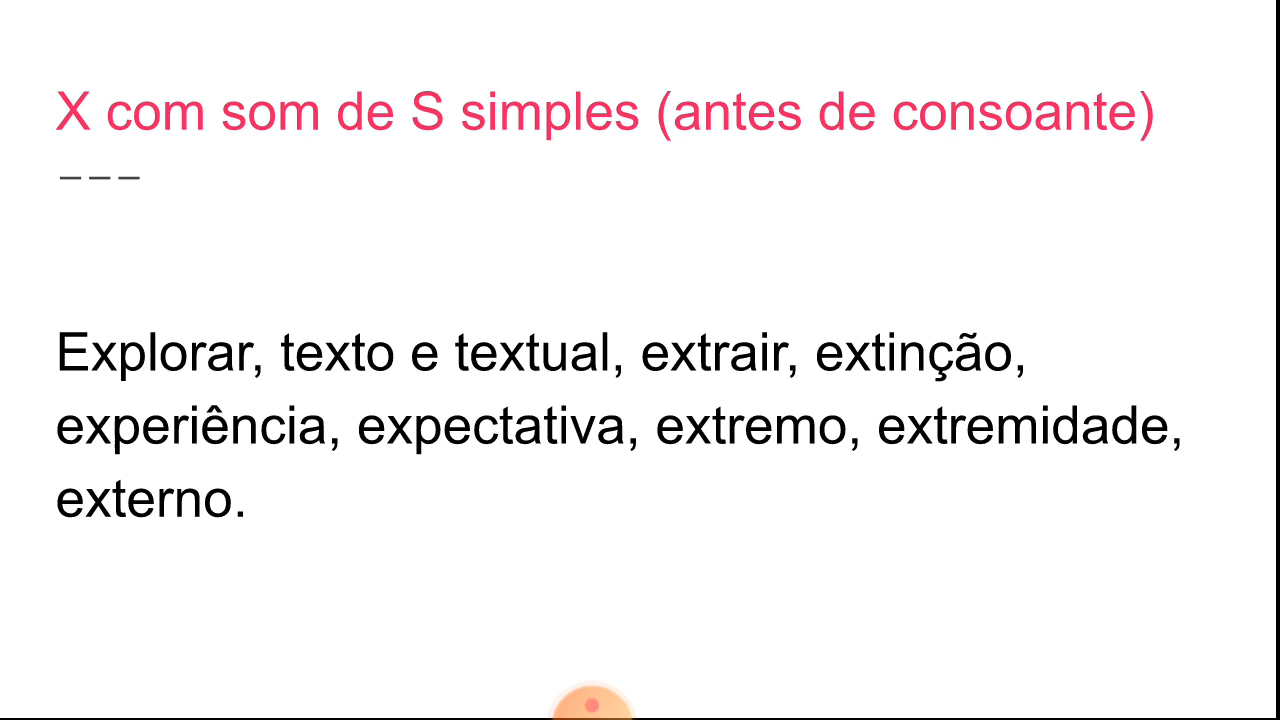 X com som de S simples (antes de consoante)
Explorar, texto e textual, extrair, extinção,
experiência, expectativa, extremo, extremidade,
externo.